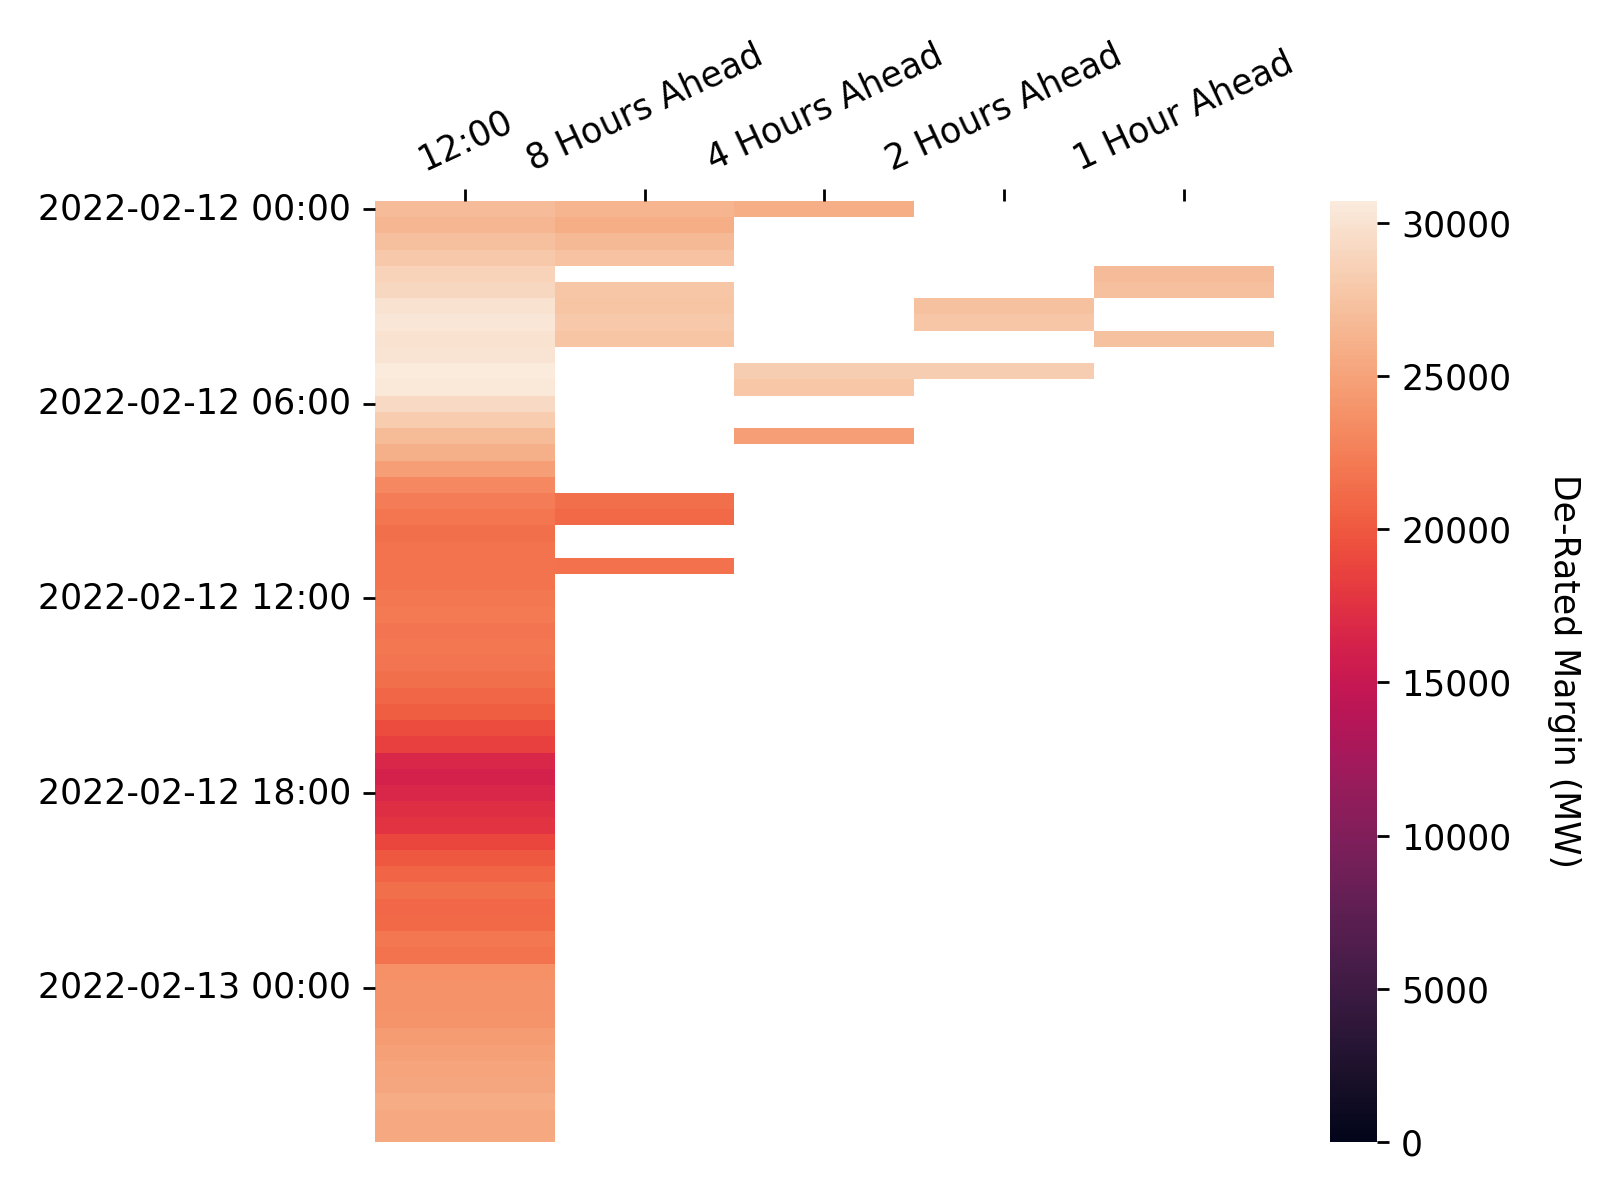 12:00
8 Hours Ahead
4 Hours Ahead
2 Hours Ahead
1 Hour Ahead
2022-02-12 00:00
2022-02-12 06:00
2022-02-12 12:00
2022-02-12 18:00
2022-02-13 00:00
30000
25000
20000
15000
10000
5000
0
De-Rated Margin (MW)